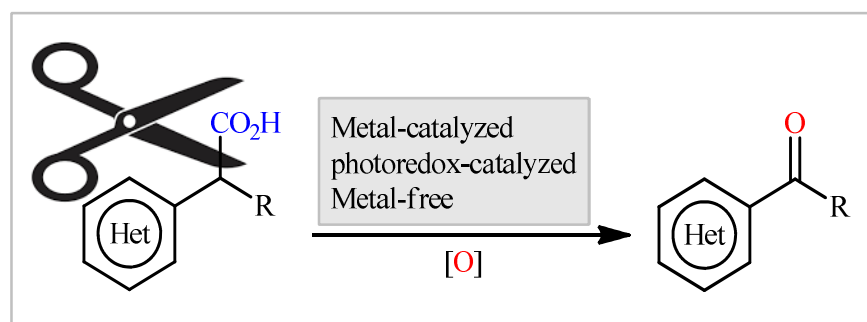 CO₂H
R
Het
Metal-catalyzed
photoredox-catalyzed
Metal-free
[O]
O
R
Het